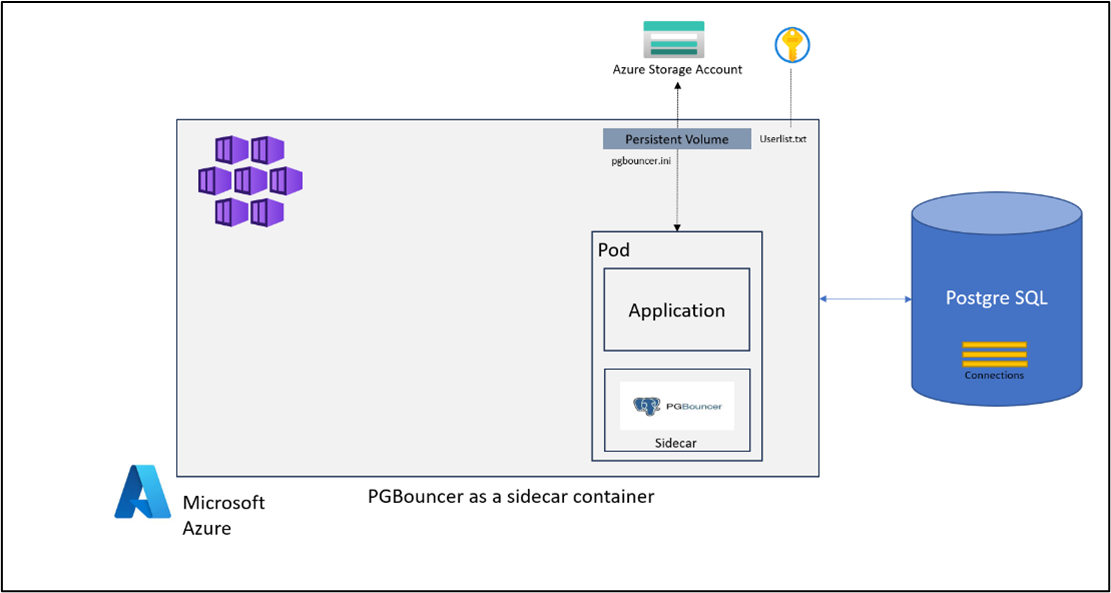 Azure Storage Account
Persistent Volume
Userlist.txt
pgbouncer.ini
Pod
Application
PGBouncer
Sidecar
Postgre SQL
Connections
Microsoft
Azure
PGBouncer as a sidecar container